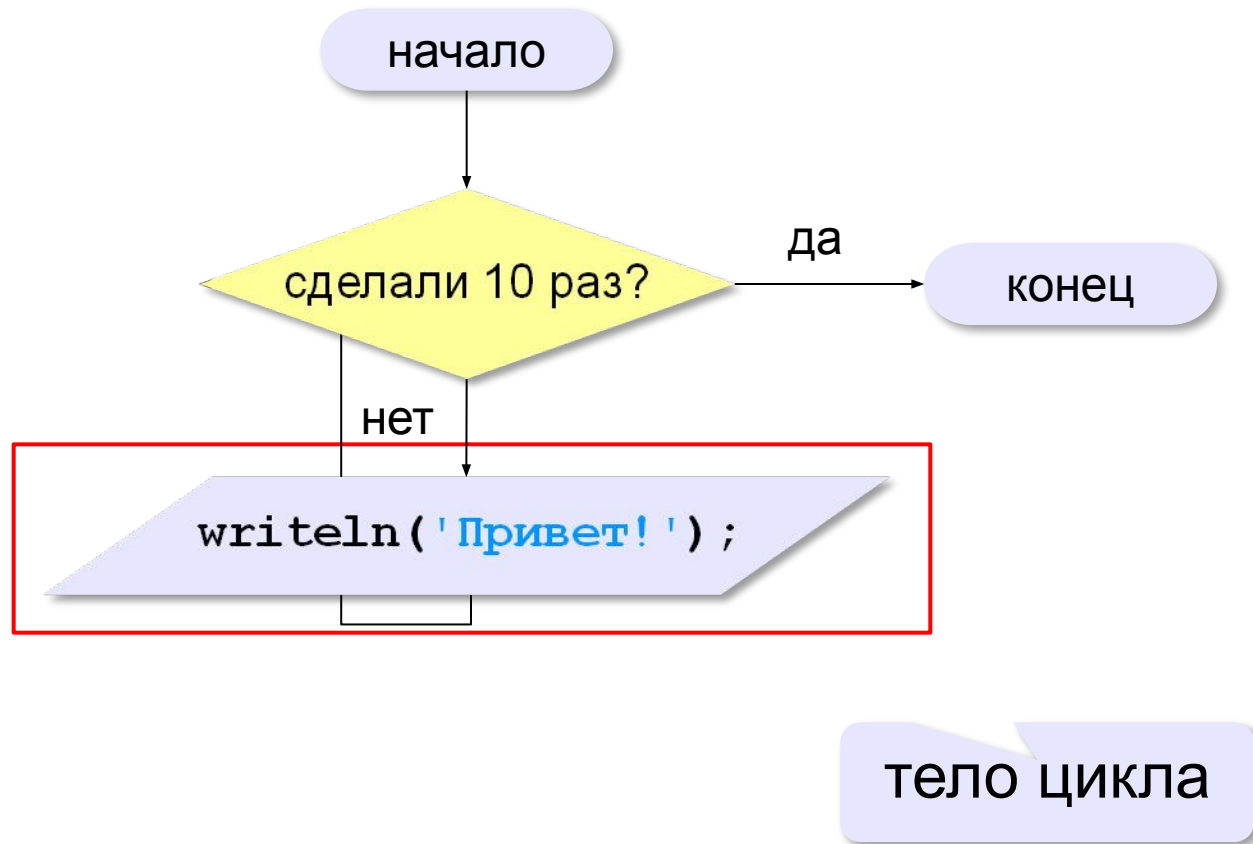 начало
да
сделали 10 раз?
конец
нет
writeln('Привет!');
тело цикла